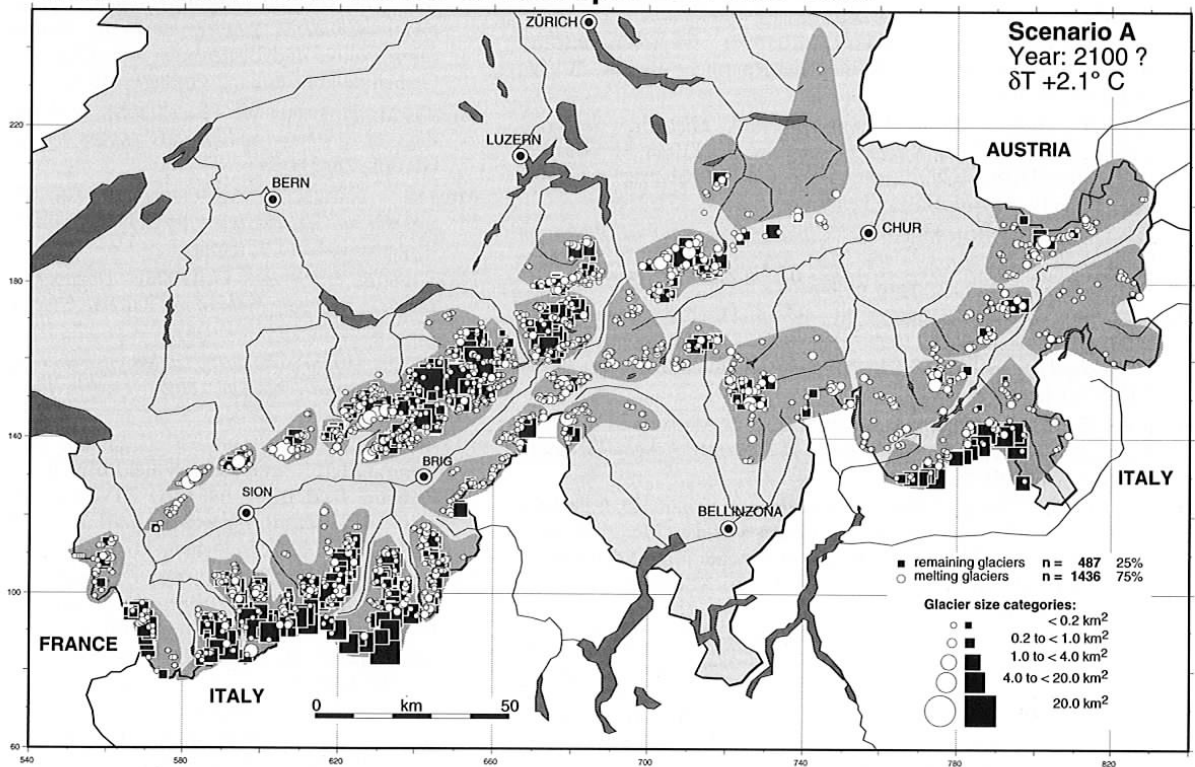 Scenario A
Year: 2100 ?
δT +2.1° C
ZÜRICH
220
LUZERN
AUSTRIA
BERN
CHUR
180
140
BRIG
SION
ITALY
BELLINZONA
remaining glaciers n = 487 25%
melting glaciers n = 1436 75%
100
Glacier size categories:
< 0.2 km²
0.2 to < 1.0 km²
1.0 to < 4.0 km²
4.0 to < 20.0 km²
20.0 km²
FRANCE
ITALY
0 km 50
60
540 580 620 660 700 740 780 820